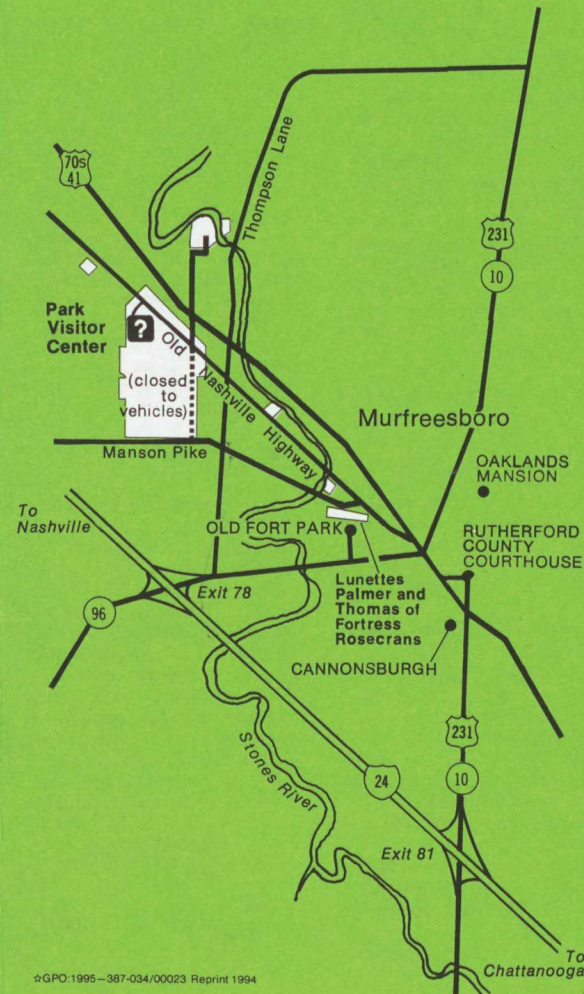 70S
41
Thompson Lane
231
10
Park
Visitor
Center
?
Old Nashville Highway
(closed
to
vehicles)
Murfreesboro
Manson Pike
OAKLANDS
MANSION
To
Nashville
OLD FORT PARK
RUTHERFORD
COUNTY
COURTHOUSE
Exit 78
Lunettes
Palmer and
Thomas of
Fortress
Rosecrans
96
CANNONSBURGH
231
10
Stones River
24
Exit 81
To
Chattanooga
☆GPO:1995—387-034/00023 Reprint 1994